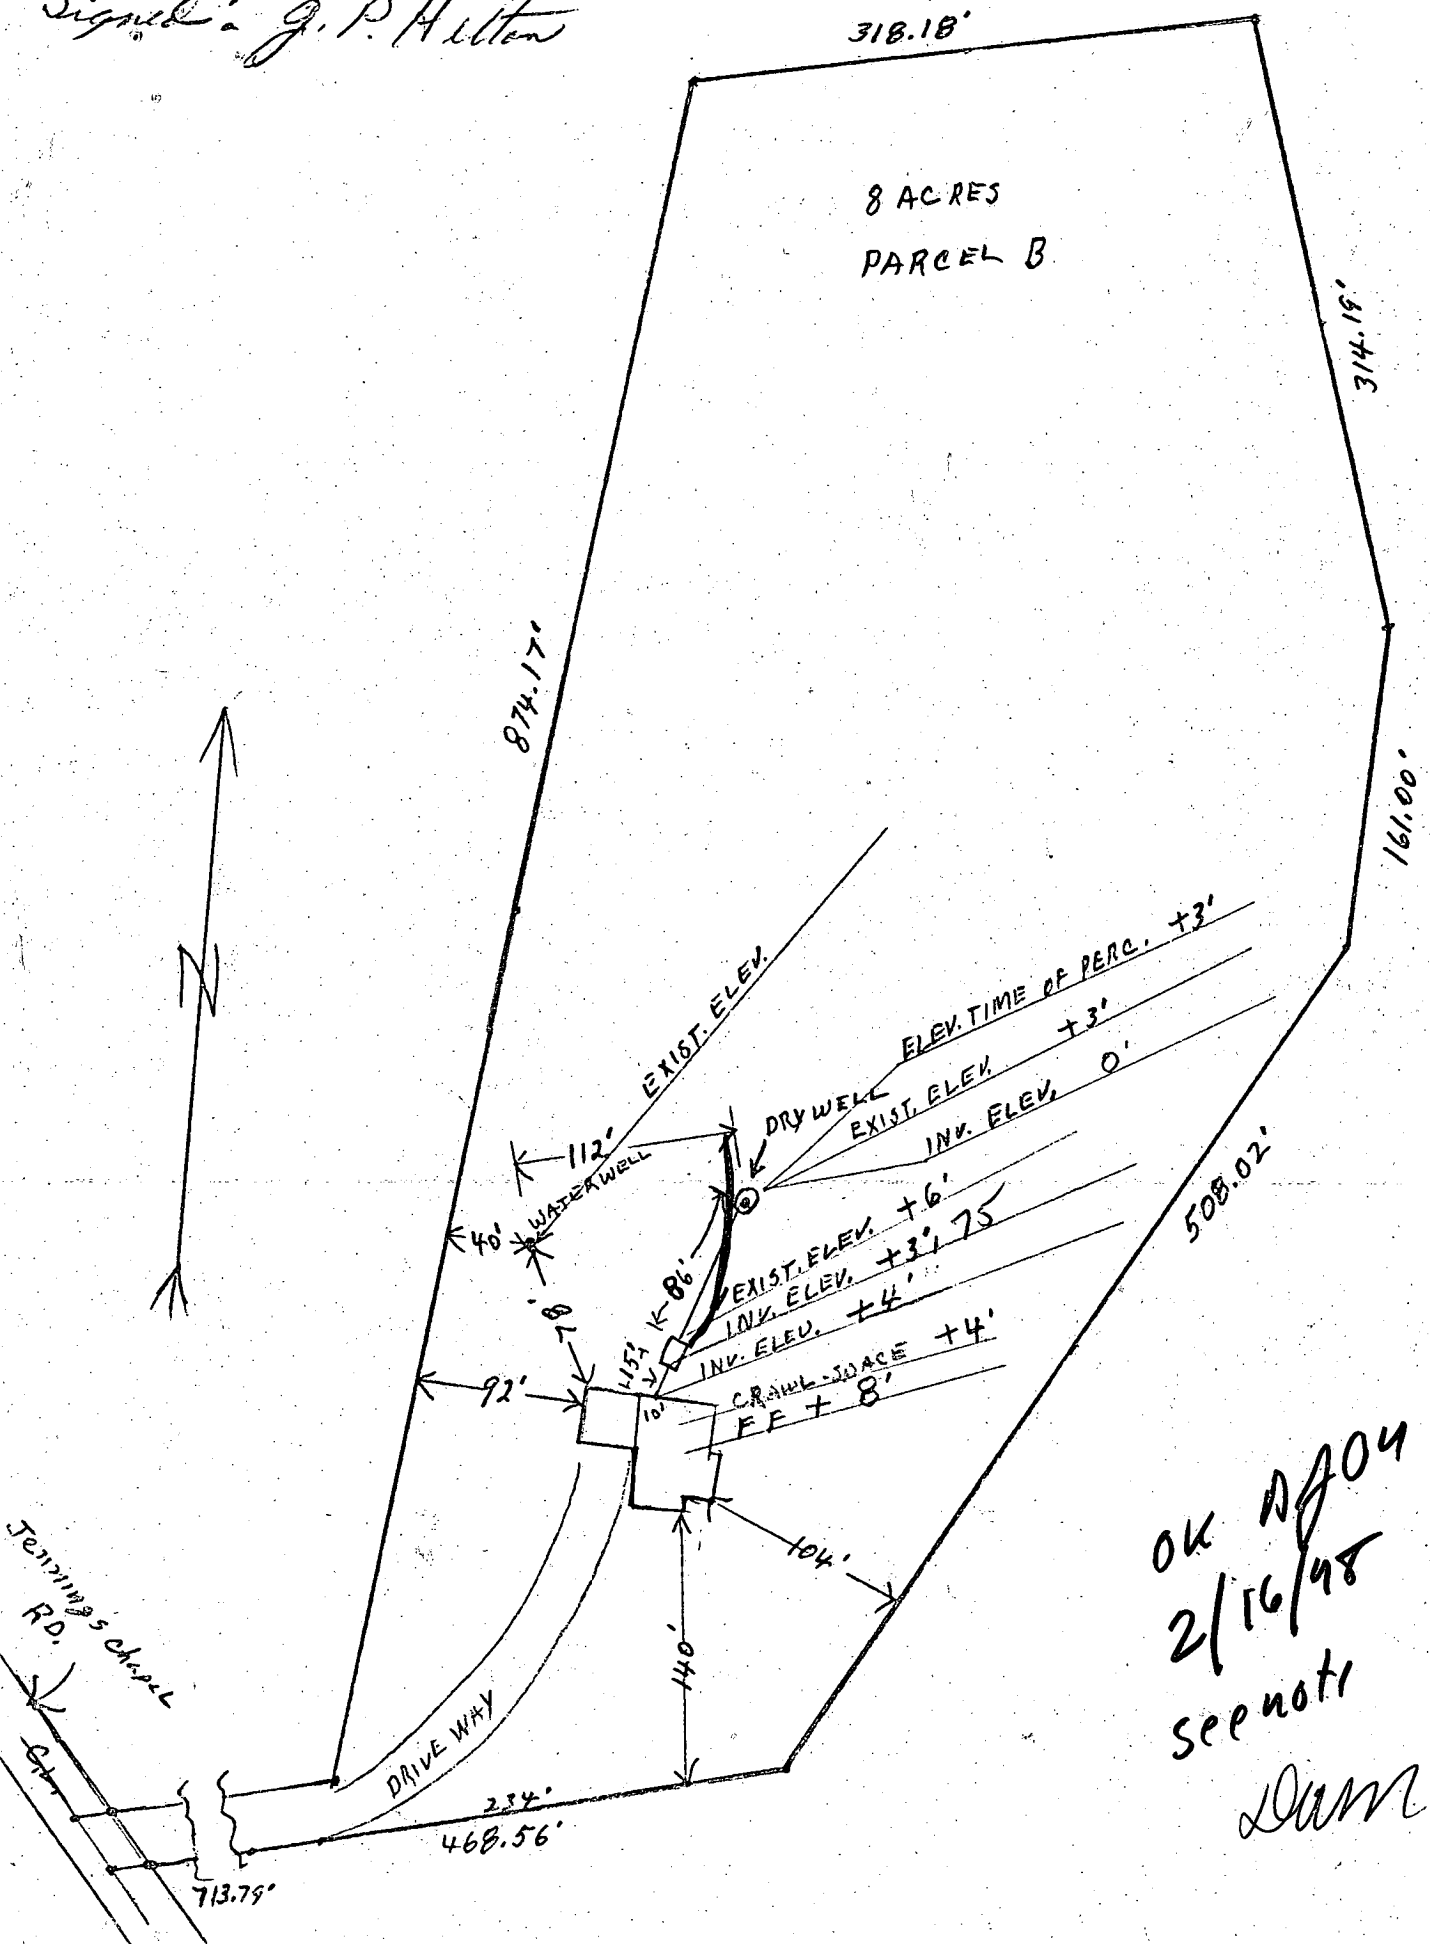 Signed: J. P. Hilton
318.18'
8 ACRES
PARCEL B
314.19'
874.17'
161.00'
N
EXIST. ELEV.
ELEV. TIME OF PERC. +3'
EXIST. ELEV. +3'
INV. ELEV. 0'
DRYWELL
112'
WATERWELL
40'
508.02'
EXIST. ELEV. +6'
INV. ELEV. +3', 75
INV. ELEV. +4'
86'
87'
15'
10'
CRAWL-SPACE +4'
FF + 8'
92'
104'
140'
OK
2/16/78
see note
Jennings chapel
RD.
DRIVE WAY
234'
468.56'
713.79'